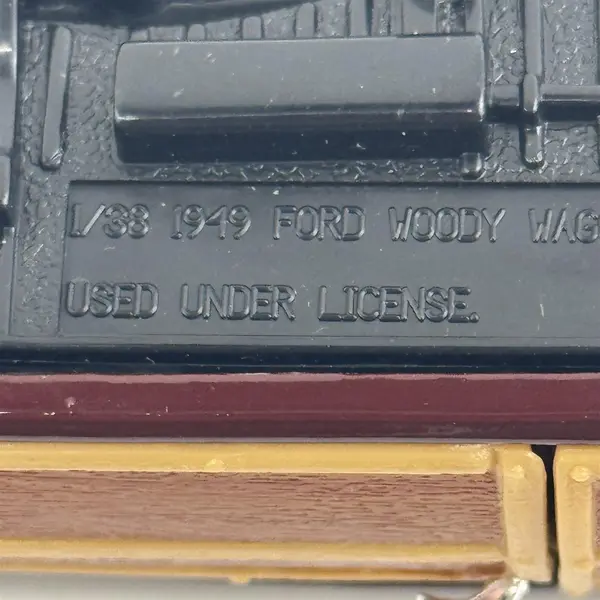 1/38 1949 FORD WOODY WAG
USED UNDER LICENSE.